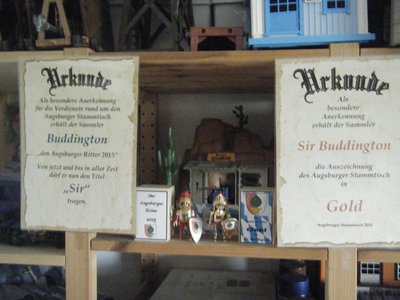 Urkunde
Als besondere Anerkennung
für die Verdienste rund um den
Augsburger Stammtisch
erhält der Sammler
Buddington
„den Augsburger Ritter 2015“
Von jetzt und bis in aller Zeit
darf er nun den Titel
„Sir“
tragen.
Der
Augsburger
Ritter
2015
Urkunde
Als
besondere
Anerkennung
erhält der Sammler
Sir Buddington
die Auszeichnung
des Augsburger Stammtisch
in
Gold
Augsburger Stammtisch 2015